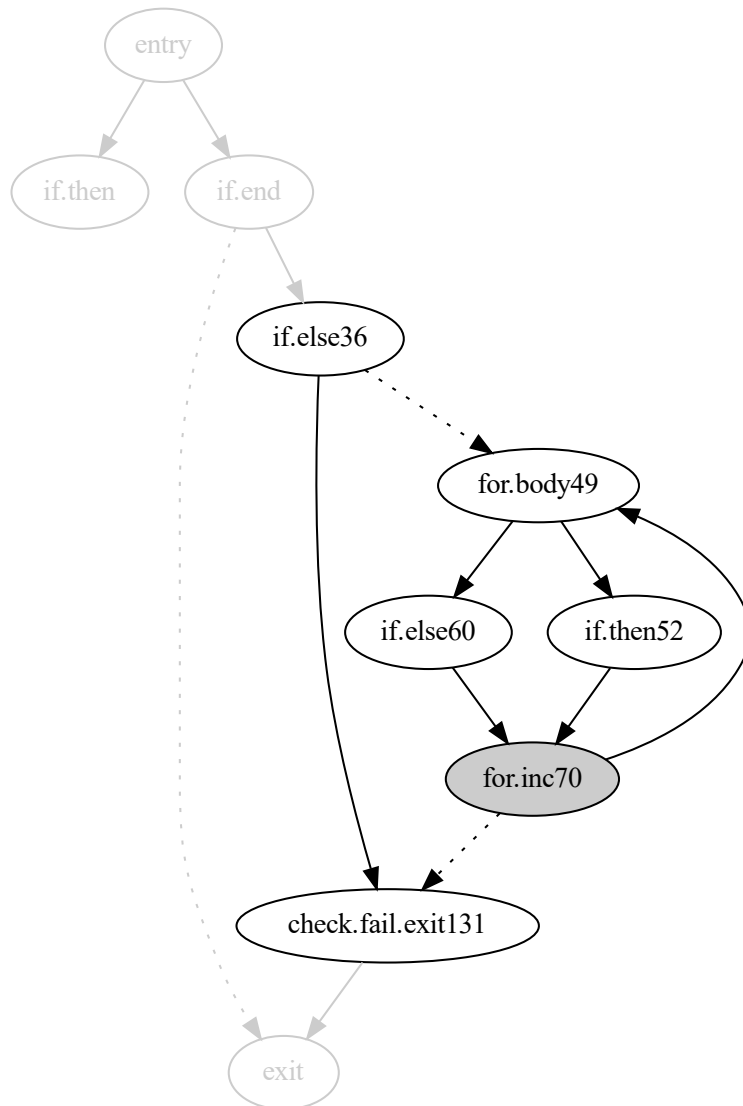 entry
if.then
if.end
if.else36
for.body49
if.else60
if.then52
for.inc70
check.fail.exit131
exit